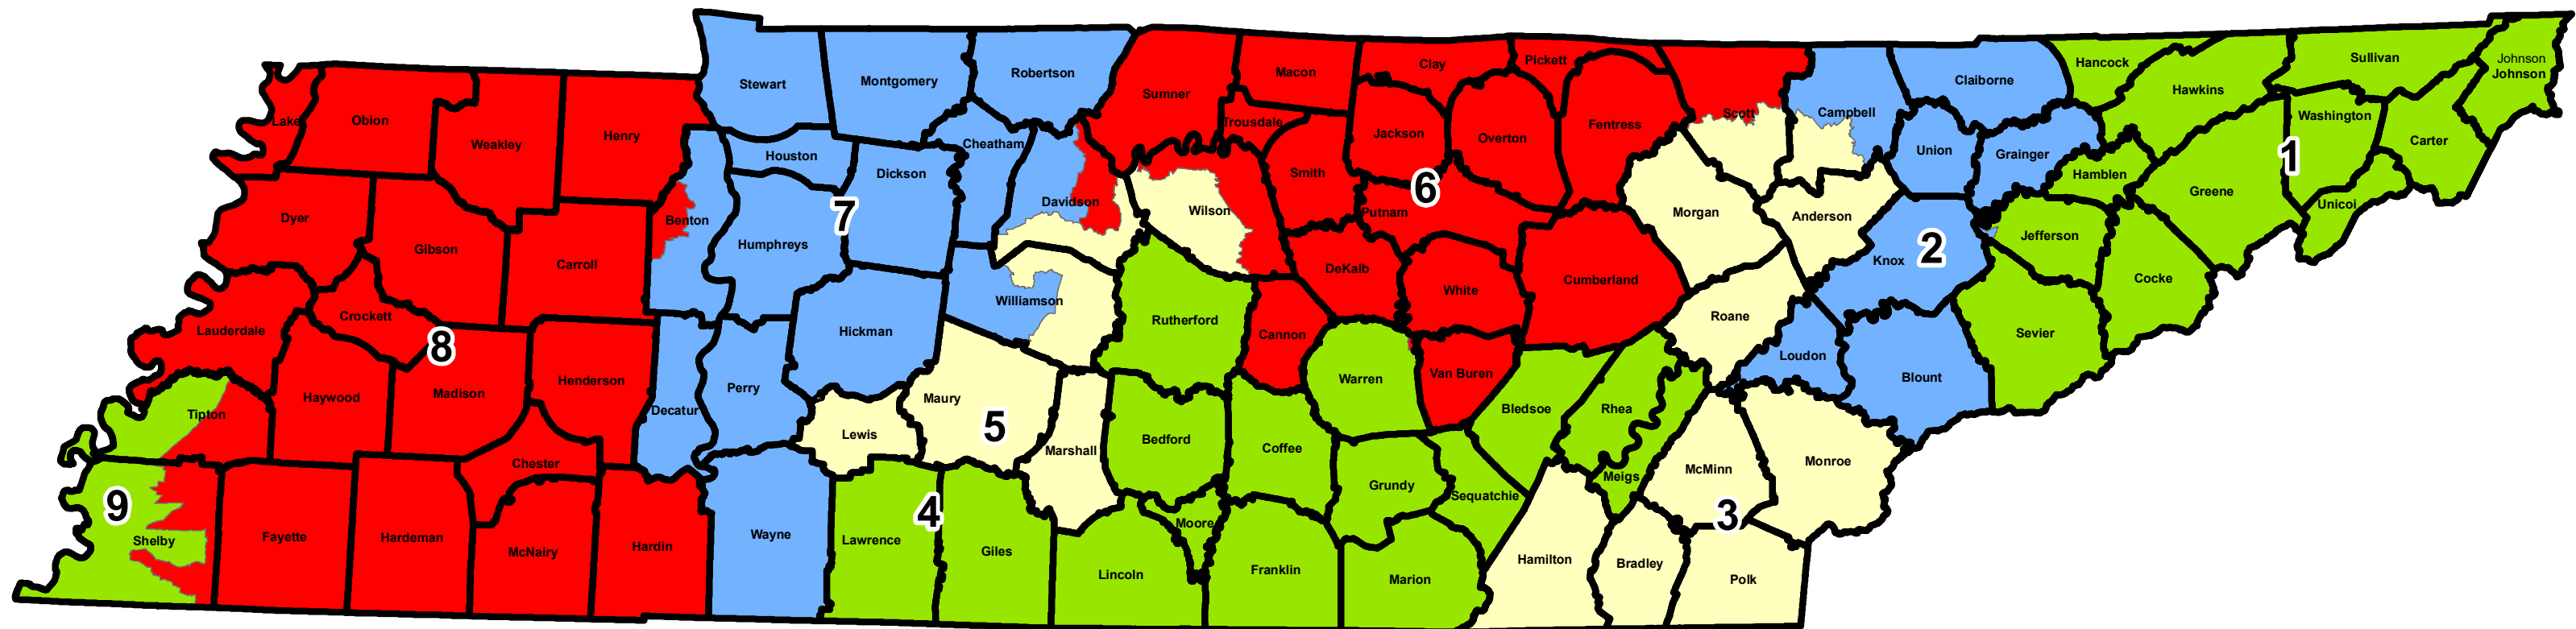 Stewart
Montgomery
Robertson
Sumner
Macon
Clay
Pickett
Scott
Campbell
Claiborne
Hancock
Hawkins
Sullivan
Johnson
Johnson
Lake
Obion
Weakley
Henry
Houston
Dickson
Cheatham
Davidson
Trousdale
Smith
Jackson
Overton
Fentress
Union
Grainger
Hamblen
Washington
Carter
1
Greene
Unicoi
Dyer
Gibson
Carroll
Benton
Humphreys
7
Wilson
Putnam
6
Morgan
Anderson
Knox
2
Jefferson
Cocke
Lauderdale
Crockett
8
Hickman
Williamson
Rutherford
Cannon
DeKalb
White
Cumberland
Roane
Loudon
Blount
Sevier
Tipton
Haywood
Madison
Henderson
Decatur
Perry
Lewis
Maury
5
Marshall
Bedford
Coffee
Warren
Van Buren
Bledsoe
Rhea
Meigs
McMinn
Monroe
9
Shelby
Fayette
Hardeman
Chester
McNairy
Hardin
Wayne
Lawrence
4
Giles
Lincoln
Moore
Franklin
Grundy
Sequatchie
Marion
Hamilton
Bradley
3
Polk